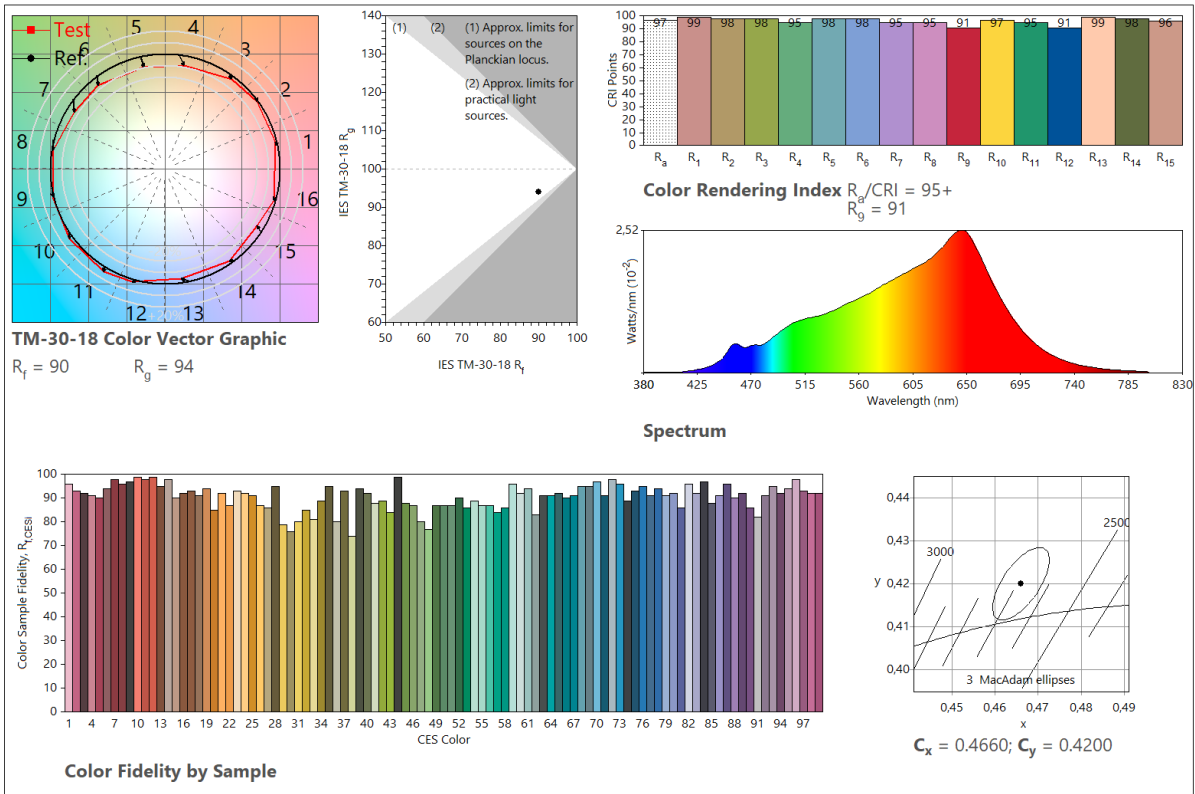 Test
Ref.
5
4
6
3
7
2
8
1
9
16
10
15
11
14
12
13
+20%
TM-30-18 Color Vector Graphic
Rf = 90
Rg = 94
140
130
120
110
100
90
80
70
60
IES TM-30-18 Rg
(1)
(2)
(1) Approx. limits for
sources on the
Planckian locus.
(2) Approx. limits for
practical light
sources.
50
60
70
80
90
100
IES TM-30-18 Rf
100
90
80
70
60
50
40
30
20
10
0
CRI Points
97 99 98 98 95 98 98 95 95 91 97 95 91 99 98 96
Ra R1 R2 R3 R4 R5 R6 R7 R8 R9 R10 R11 R12 R13 R14 R15
Color Rendering Index Ra/CRI = 95+
R9 = 91
2,52
Watts/nm (10-2)
380 425 470 515 560 605 650 695 740 785 830
Wavelength (nm)
Spectrum
100
90
80
70
60
50
40
30
20
10
0
Color Sample Fidelity, Rf,CESi
1 4 7 10 13 16 19 22 25 28 31 34 37 40 43 46 49 52 55 58 61 64 67 70 73 76 79 82 85 88 91 94 97
CES Color
Color Fidelity by Sample
0,44
0,43
0,42
0,41
0,40
y
3000
2500
3 MacAdam ellipses
0,45 0,46 0,47 0,48 0,49
x
Cx = 0.4660; Cy = 0.4200